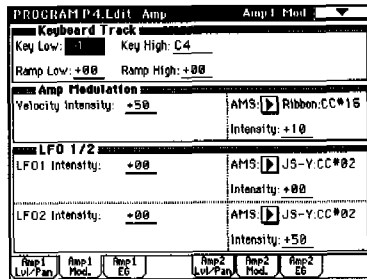 PROGRAM P4.Edit Amp Amp1 Mod.
Keyboard Track
Key Low: -1 Key High: C4
Ramp Low: +00 Ramp High: +00
Amp Modulation
Velocity Intensity: +50 AMS: Ribbon:CC#16
Intensity: +10
LFO 1/2
LFO1 Intensity: +00 AMS: JS-Y:CC#02
Intensity: +00
LFO2 Intensity: +00 AMS: JS-Y:CC#02
Intensity: +50
Amp1 Lvl/Pan Amp1 Mod. Amp1 EG Amp2 Lvl/Pan Amp2 Mod. Amp2 EG